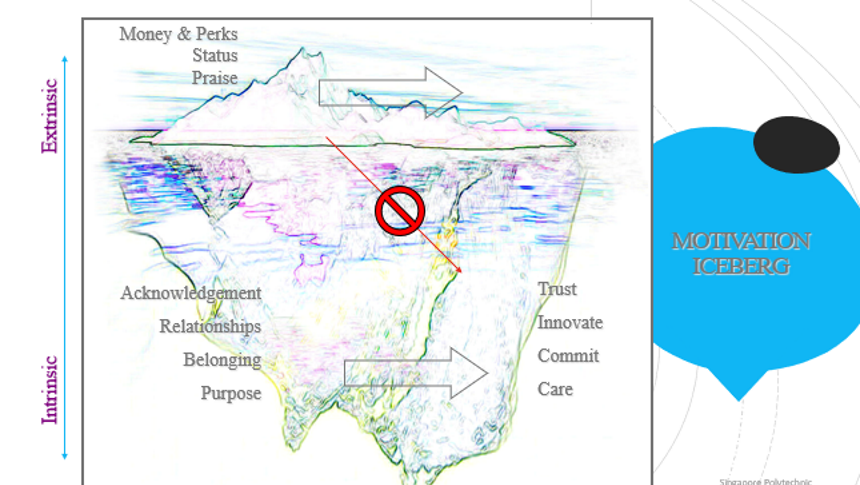 Money & Perks
Status
Praise
Extrinsic
Intrinsic
Acknowledgement
Relationships
Belonging
Purpose
Trust
Innovate
Commit
Care
MOTIVATION
ICEBERG
Singapore Polytechnic